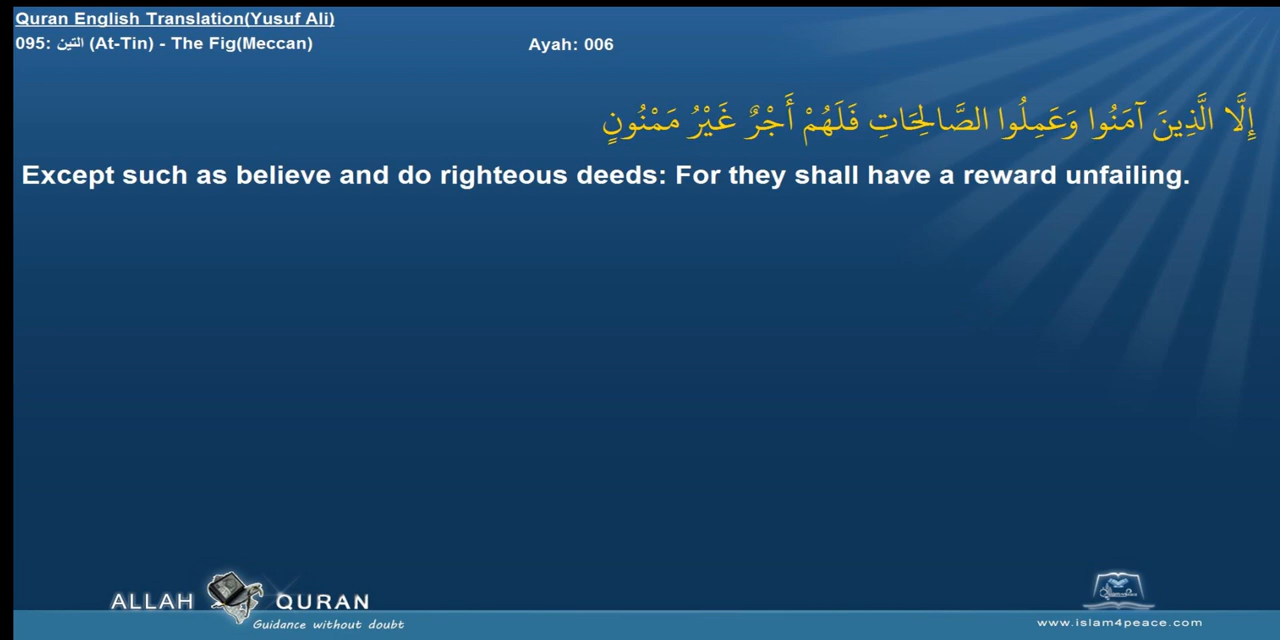 Quran English Translation(Yusuf Ali)
095: التين (At-Tin) - The Fig(Meccan)
Ayah: 006
إِلَّا الَّذِينَ آمَنُوا وَعَمِلُوا الصَّالِحَاتِ فَلَهُمْ أَجْرٌ غَيْرُ مَمْنُونٍ
Except such as believe and do righteous deeds: For they shall have a reward unfailing.
ALLAH QURAN
Guidance without doubt
www.islam4peace.com